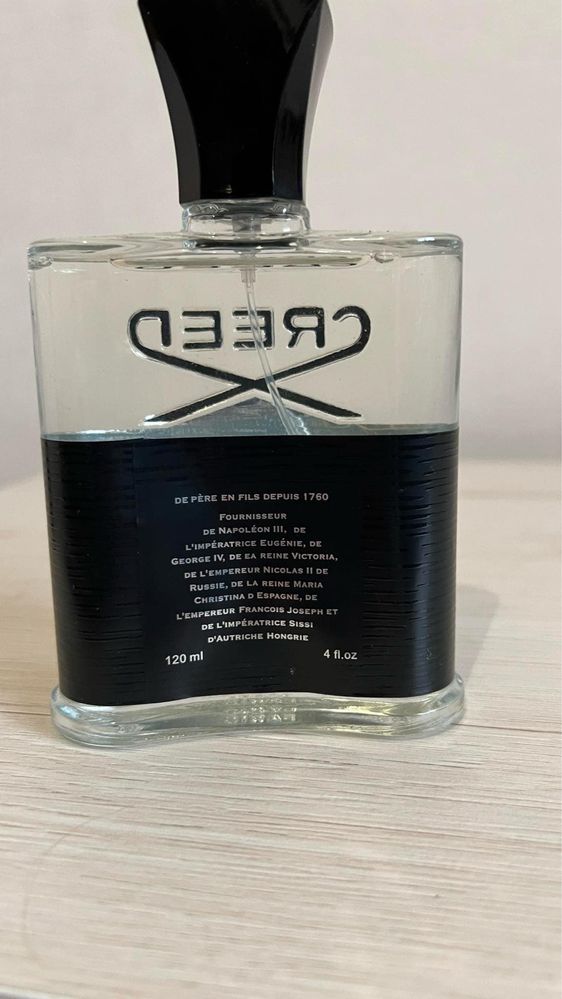 CREED
DE PÈRE EN FILS DEPUIS 1760
FOURNISSEUR
DE NAPOLÉON III, DE
L'IMPÉRATRICE EUGÉNIE, DE
GEORGE IV, DE EA REINE VICTORIA,
DE L'EMPEREUR NICOLAS II DE
RUSSIE, DE LA REINE MARIA
CHRISTINA D ESPAGNE, DE
L'EMPEREUR FRANCOIS JOSEPH ET
DE L'IMPÉRATRICE SISSI
D'AUTRICHE HONGRIE
120 ml 4 fl.oz